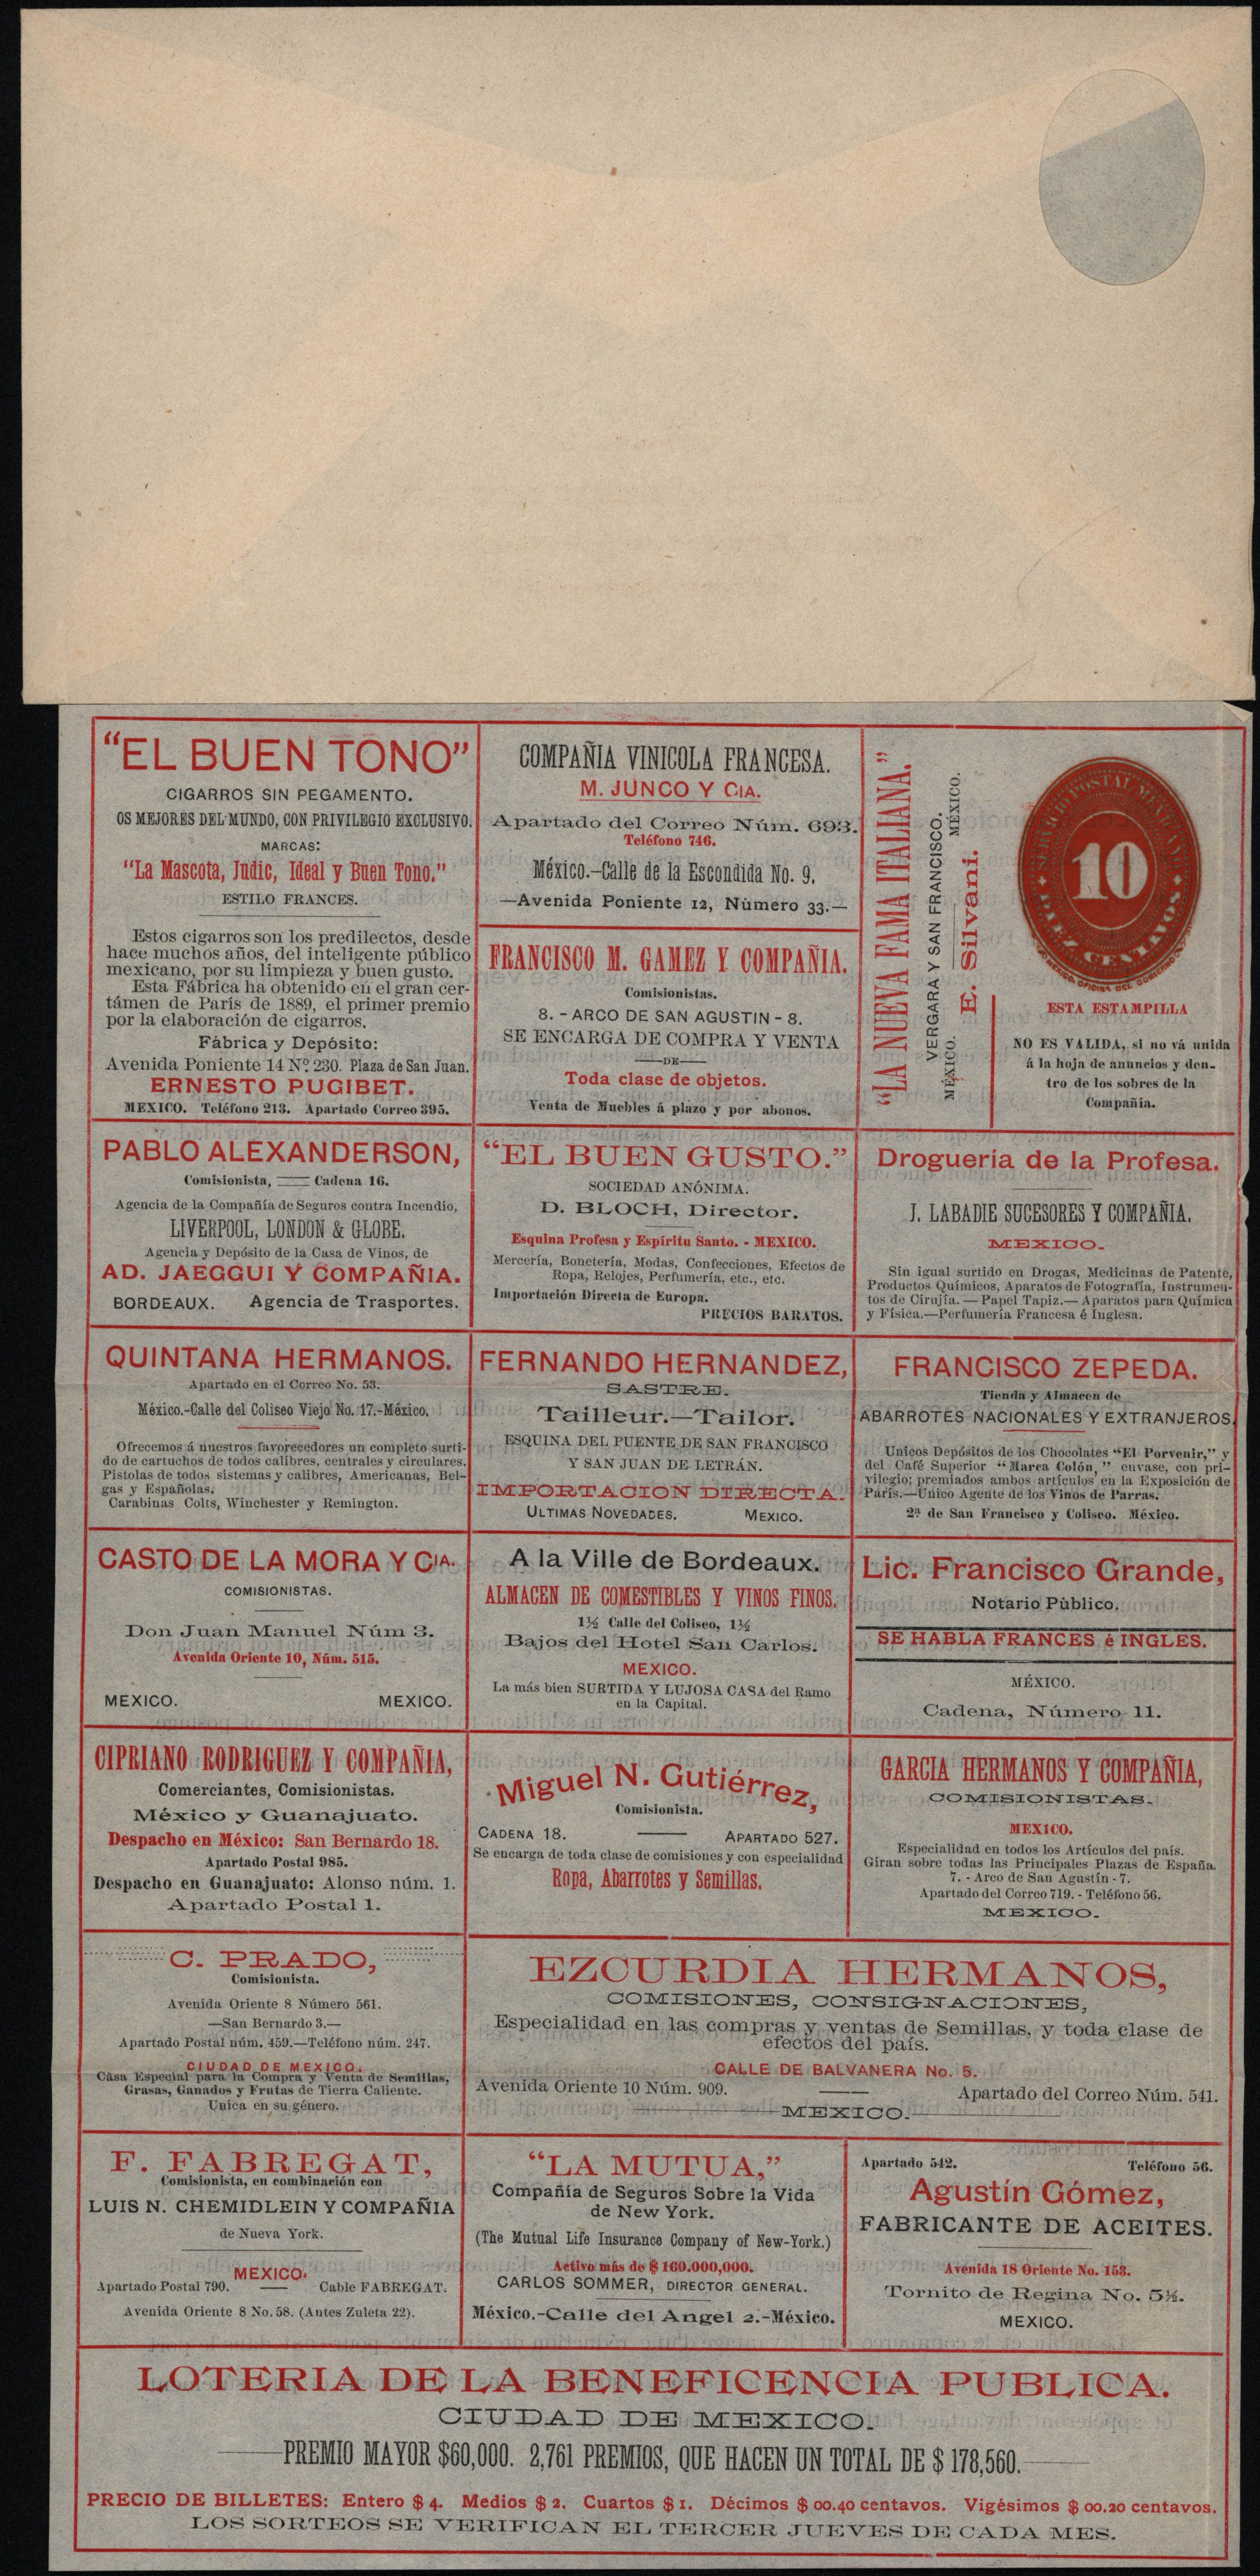 “EL BUEN TONO”
CIGARROS SIN PEGAMENTO.
OS MEJORES DEL MUNDO, CON PRIVILEGIO EXCLUSIVO.
MARCAS:
“La Mascota, Judic, Ideal y Buen Tono.”
ESTILO FRANCES.
Estos cigarros son los predilectos, desde
hace muchos años, del inteligente público
mexicano, por su limpieza y buen gusto.
Esta Fábrica ha obtenido en el gran cer-
támen de París de 1889, el primer premio
por la elaboración de cigarros.
Fábrica y Depósito:
Avenida Poniente 14 Nº 230. Plaza de San Juan.
ERNESTO PUGIBET.
MEXICO. Teléfono 213. Apartado Correo 395.
COMPAÑIA VINICOLA FRANCESA.
M. JUNCO Y CIA.
Apartado del Correo Núm. 693.
Teléfono 746.
México.-Calle de la Escondida No. 9.
—Avenida Poniente 12, Número 33.—
FRANCISCO M. GAMEZ Y COMPAÑIA.
Comisionistas.
8. - ARCO DE SAN AGUSTIN - 8.
SE ENCARGA DE COMPRA Y VENTA
—DE—
Toda clase de objetos.
Venta de Muebles á plazo y por abonos.
“LA NUEVA FAMA ITALIANA.”
VERGARA Y SAN FRANCISCO.
MÉXICO. MÉXICO.
E. Silvani.
SERVICIO POSTAL MEXICANO
10
DIEZ CENTAVOS
ESTA ESTAMPILLA
NO ES VALIDA, si no vá unida
á la hoja de anuncios y den-
tro de los sobres de la
Compañía.
PABLO ALEXANDERSON,
Comisionista, — Cadena 16.
Agencia de la Compañía de Seguros contra Incendio,
LIVERPOOL, LONDON & GLOBE.
Agencia y Depósito de la Casa de Vinos, de
AD. JAEGGUI Y COMPAÑIA.
BORDEAUX. Agencia de Trasportes.
“EL BUEN GUSTO.”
SOCIEDAD ANÓNIMA.
D. BLOCH, Director.
Esquina Profesa y Espíritu Santo. - MEXICO.
Mercería, Bonetería, Modas, Confecciones, Efectos de
Ropa, Relojes, Perfumería, etc., etc.
Importación Directa de Europa.
PRECIOS BARATOS.
Droguería de la Profesa.
J. LABADIE SUCESORES Y COMPAÑIA.
MEXICO.
Sin igual surtido en Drogas, Medicinas de Patente,
Productos Químicos, Aparatos de Fotografía, Instrumen-
tos de Cirujía. — Papel Tapiz. — Aparatos para Química
y Física.—Perfumería Francesa é Inglesa.
QUINTANA HERMANOS.
Apartado en el Correo No. 53.
México.-Calle del Coliseo Viejo No. 17.-México.
Ofrecemos á nuestros favorecedores un completo surti-
do de cartuchos de todos calibres, centrales y circulares.
Pistolas de todos sistemas y calibres, Americanas, Bel-
gas y Españolas.
Carabinas Colts, Winchester y Remington.
FERNANDO HERNANDEZ,
SASTRE.
Tailleur.—Tailor.
ESQUINA DEL PUENTE DE SAN FRANCISCO
Y SAN JUAN DE LETRÁN.
IMPORTACION DIRECTA.
ULTIMAS NOVEDADES. MEXICO.
FRANCISCO ZEPEDA.
Tienda y Almacen de
ABARROTES NACIONALES Y EXTRANJEROS.
Unicos Depósitos de los Chocolates “El Porvenir,” y
del Café Superior “Marca Colón,” envase, con pri-
vilegio; premiados ambos artículos en la Exposición de
París.—Unico Agente de los Vinos de Parras.
2ª de San Francisco y Coliseo. México.
CASTO DE LA MORA Y CIA.
COMISIONISTAS.
Don Juan Manuel Núm 3.
Avenida Oriente 10, Núm. 515.
MEXICO. MEXICO.
A la Ville de Bordeaux.
ALMACEN DE COMESTIBLES Y VINOS FINOS.
1½ Calle del Coliseo, 1½
Bajos del Hotel San Carlos.
MEXICO.
La más bien SURTIDA Y LUJOSA CASA del Ramo
en la Capital.
Lic. Francisco Grande,
Notario Público.
SE HABLA FRANCES é INGLES.
MÉXICO.
Cadena, Número 11.
CIPRIANO RODRIGUEZ Y COMPAÑIA,
Comerciantes, Comisionistas.
México y Guanajuato.
Despacho en México: San Bernardo 18.
Apartado Postal 985.
Despacho en Guanajuato: Alonso núm. 1.
Apartado Postal 1.
Miguel N. Gutiérrez,
Comisionista.
CADENA 18. — APARTADO 527.
Se encarga de toda clase de comisiones y con especialidad
Ropa, Abarrotes y Semillas.
GARCIA HERMANOS Y COMPAÑIA,
COMISIONISTAS.
MEXICO.
Especialidad en todos los Artículos del país.
Giran sobre todas las Principales Plazas de España.
7. - Arco de San Agustín - 7.
Apartado del Correo 719. - Teléfono 56.
MEXICO.
C. PRADO,
Comisionista.
Avenida Oriente 8 Número 561.
—San Bernardo 3.—
Apartado Postal núm. 459.—Teléfono núm. 247.
CIUDAD DE MEXICO.
Casa Especial para la Compra y Venta de Semillas,
Grasas, Ganados y Frutas de Tierra Caliente.
Unica en su género.
EZCURDIA HERMANOS,
COMISIONES, CONSIGNACIONES,
Especialidad en las compras y ventas de Semillas, y toda clase de
efectos del país.
CALLE DE BALVANERA No. 5.
Avenida Oriente 10 Núm. 909. — Apartado del Correo Núm. 541.
MEXICO.
F. FABREGAT,
Comisionista, en combinación con
LUIS N. CHEMIDLEIN Y COMPAÑIA
de Nueva York.
MEXICO.
Apartado Postal 790. — Cable FABREGAT.
Avenida Oriente 8 No. 58. (Antes Zuleta 22).
“LA MUTUA,”
Compañía de Seguros Sobre la Vida
de New York.
(The Mutual Life Insurance Company of New-York.)
Activo más de $ 160.000,000.
CARLOS SOMMER, DIRECTOR GENERAL.
México.-Calle del Angel 2.-México.
Apartado 542. Teléfono 56.
Agustín Gómez,
FABRICANTE DE ACEITES.
Avenida 18 Oriente No. 153.
Tornito de Regina No. 5½.
MEXICO.
LOTERIA DE LA BENEFICENCIA PUBLICA.
CIUDAD DE MEXICO.
PREMIO MAYOR $60,000. 2,761 PREMIOS, QUE HACEN UN TOTAL DE $ 178,560.
PRECIO DE BILLETES: Entero $ 4. Medios $ 2. Cuartos $ 1. Décimos $ 00.40 centavos. Vigésimos $ 00.20 centavos.
LOS SORTEOS SE VERIFICAN EL TERCER JUEVES DE CADA MES.